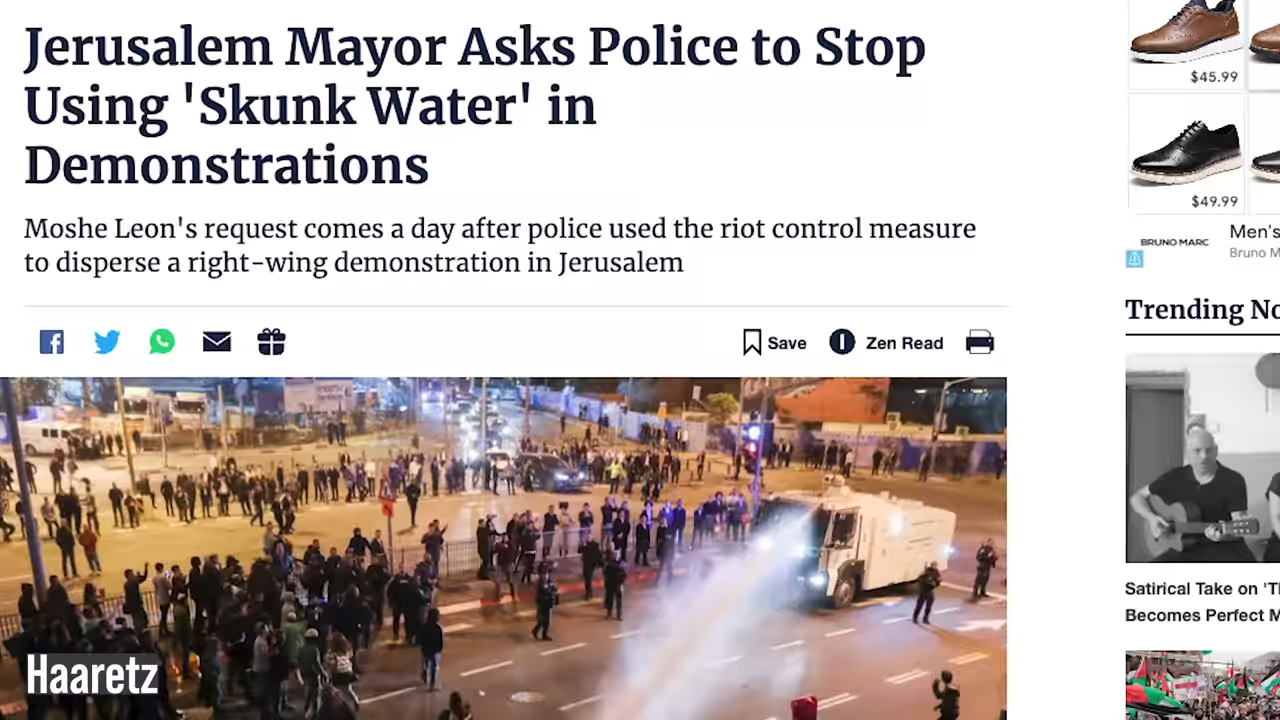 Jerusalem Mayor Asks Police to Stop
Using 'Skunk Water' in
Demonstrations
Moshe Leon's request comes a day after police used the riot control measure
to disperse a right-wing demonstration in Jerusalem
Save
Zen Read
Haaretz
$45.99
$49.99
BRUNO MARC
Men's
Bruno M
Trending No
Satirical Take on 'Th
Becomes Perfect M